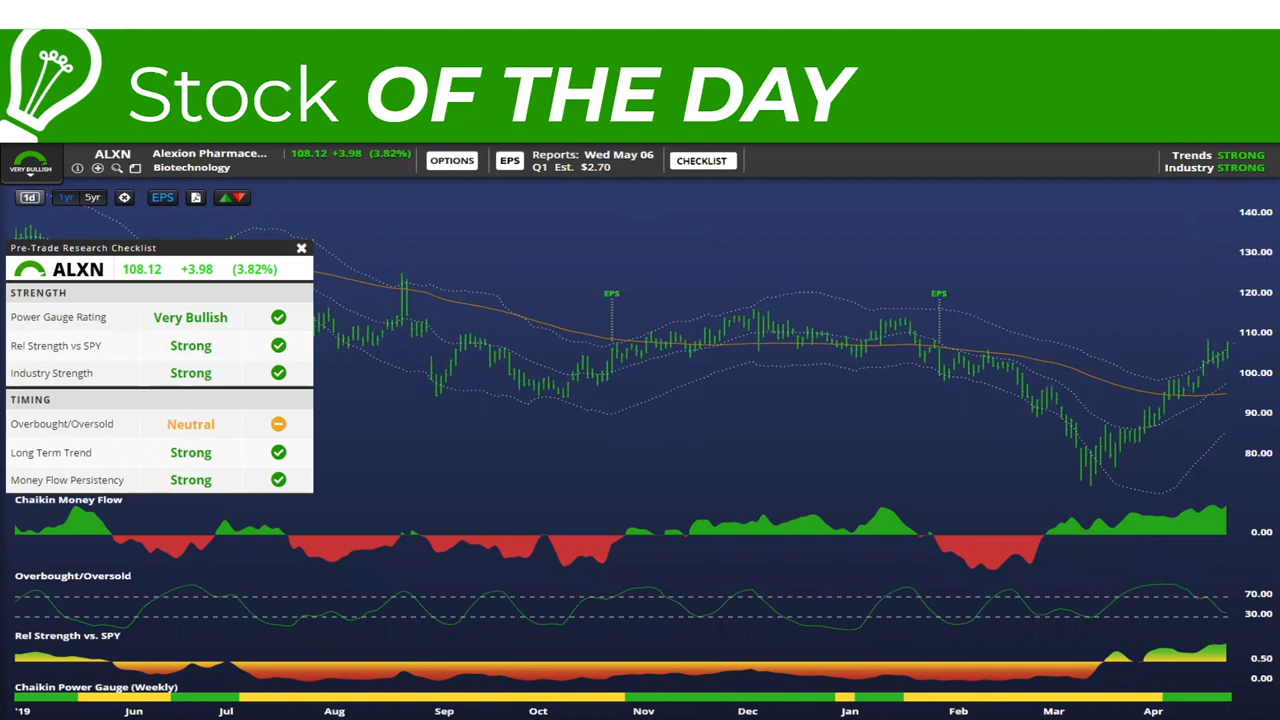 Stock OF THE DAY
VERY BULLISH
ALXN
Alexion Pharmace...
Biotechnology
108.12 +3.98 (3.82%)
OPTIONS
EPS
Reports: Wed May 06
Q1 Est. $2.70
CHECKLIST
Trends STRONG
Industry STRONG
1d
1yr
5yr
EPS
Pre-Trade Research Checklist
ALXN 108.12 +3.98 (3.82%)
STRENGTH
Power Gauge Rating Very Bullish
Rel Strength vs SPY Strong
Industry Strength Strong
TIMING
Overbought/Oversold Neutral
Long Term Trend Strong
Money Flow Persistency Strong
EPS
EPS
140.00
130.00
120.00
110.00
100.00
90.00
80.00
Chaikin Money Flow
0.00
Overbought/Oversold
70.00
30.00
Rel Strength vs. SPY
0.50
0.00
Chaikin Power Gauge (Weekly)
'19 Jun Jul Aug Sep Oct Nov Dec Jan Feb Mar Apr